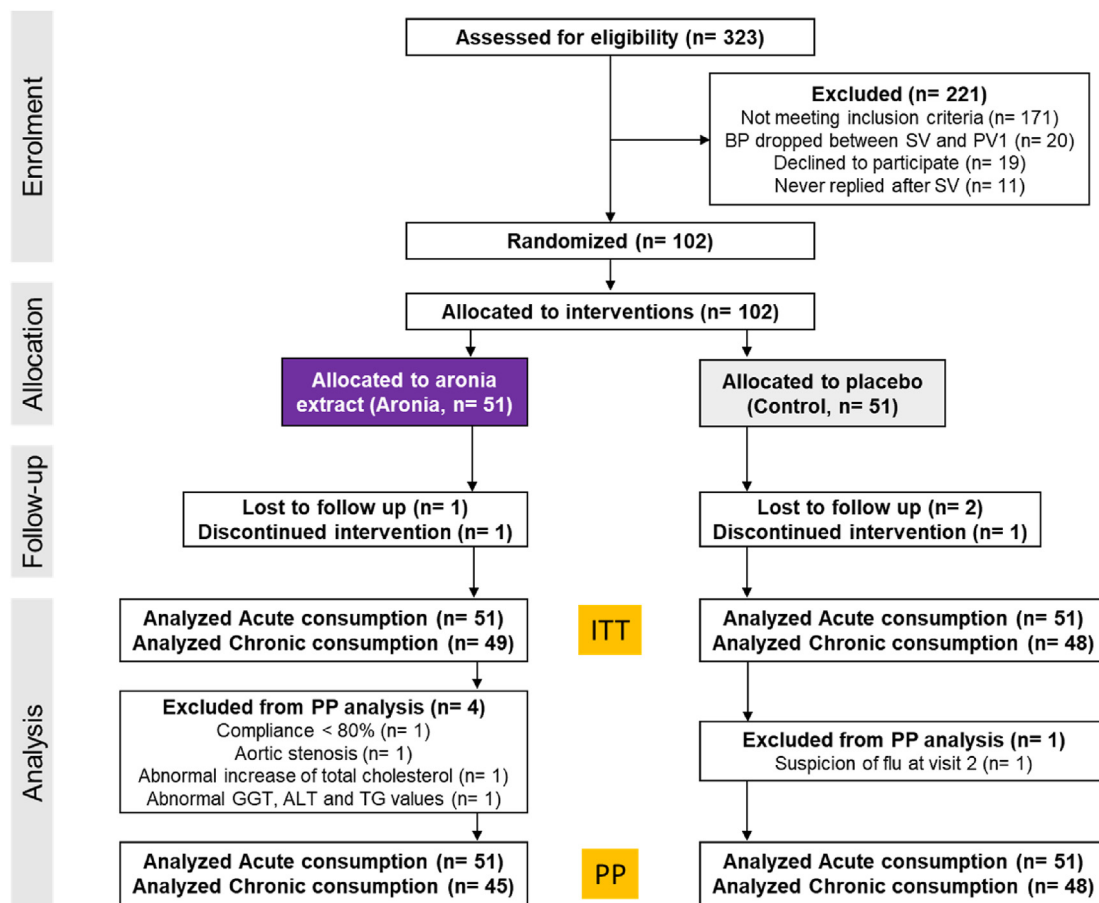 Enrolment
Assessed for eligibility (n= 323)
Excluded (n= 221)
Not meeting inclusion criteria (n= 171)
BP dropped between SV and PV1 (n= 20)
Declined to participate (n= 19)
Never replied after SV (n= 11)
Randomized (n= 102)
Allocation
Allocated to interventions (n= 102)
Allocated to aronia
extract (Aronia, n= 51)
Allocated to placebo
(Control, n= 51)
Follow-up
Lost to follow up (n= 1)
Discontinued intervention (n= 1)
Lost to follow up (n= 2)
Discontinued intervention (n= 1)
Analysis
Analyzed Acute consumption (n= 51)
Analyzed Chronic consumption (n= 49)
ITT
Analyzed Acute consumption (n= 51)
Analyzed Chronic consumption (n= 48)
Excluded from PP analysis (n= 4)
Compliance < 80% (n= 1)
Aortic stenosis (n= 1)
Abnormal increase of total cholesterol (n= 1)
Abnormal GGT, ALT and TG values (n= 1)
Excluded from PP analysis (n= 1)
Suspicion of flu at visit 2 (n= 1)
Analyzed Acute consumption (n= 51)
Analyzed Chronic consumption (n= 45)
PP
Analyzed Acute consumption (n= 51)
Analyzed Chronic consumption (n= 48)